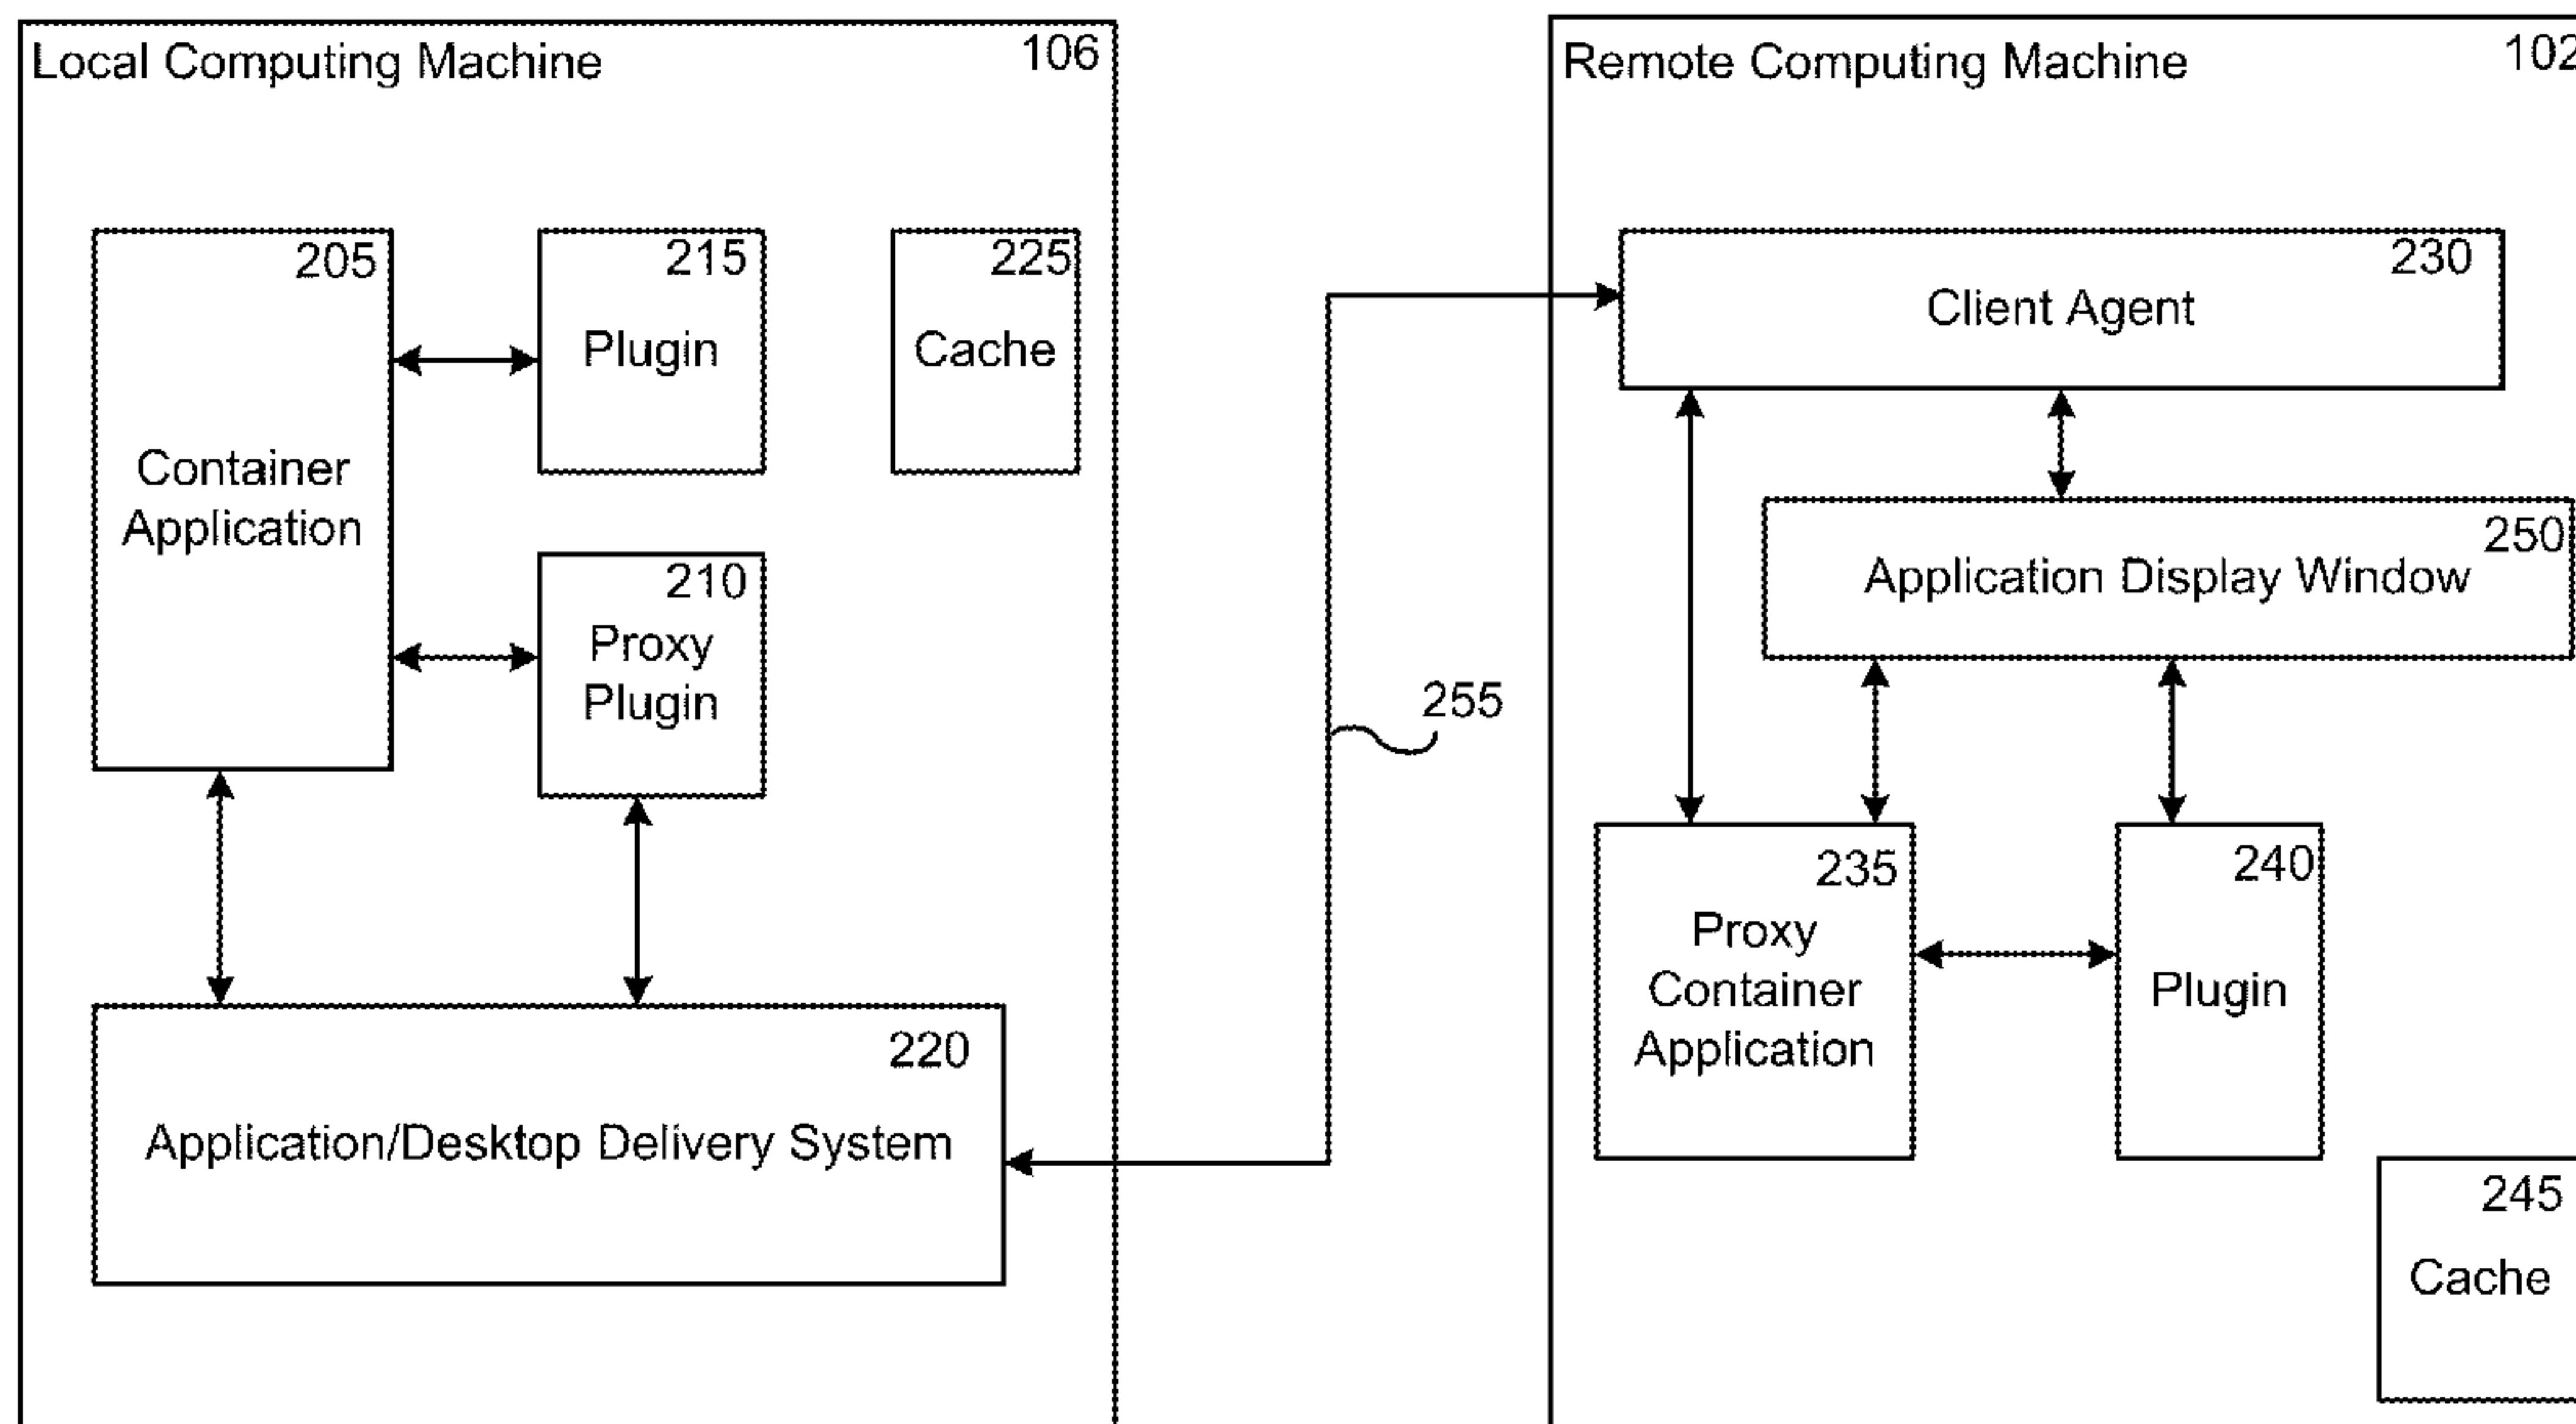 Local Computing Machine
106
205
Container
Application
215
Plugin
225
Cache
210
Proxy
Plugin
220
Application/Desktop Delivery System
255
Remote Computing Machine
102
230
Client Agent
250
Application Display Window
235
Proxy
Container
Application
240
Plugin
245
Cache